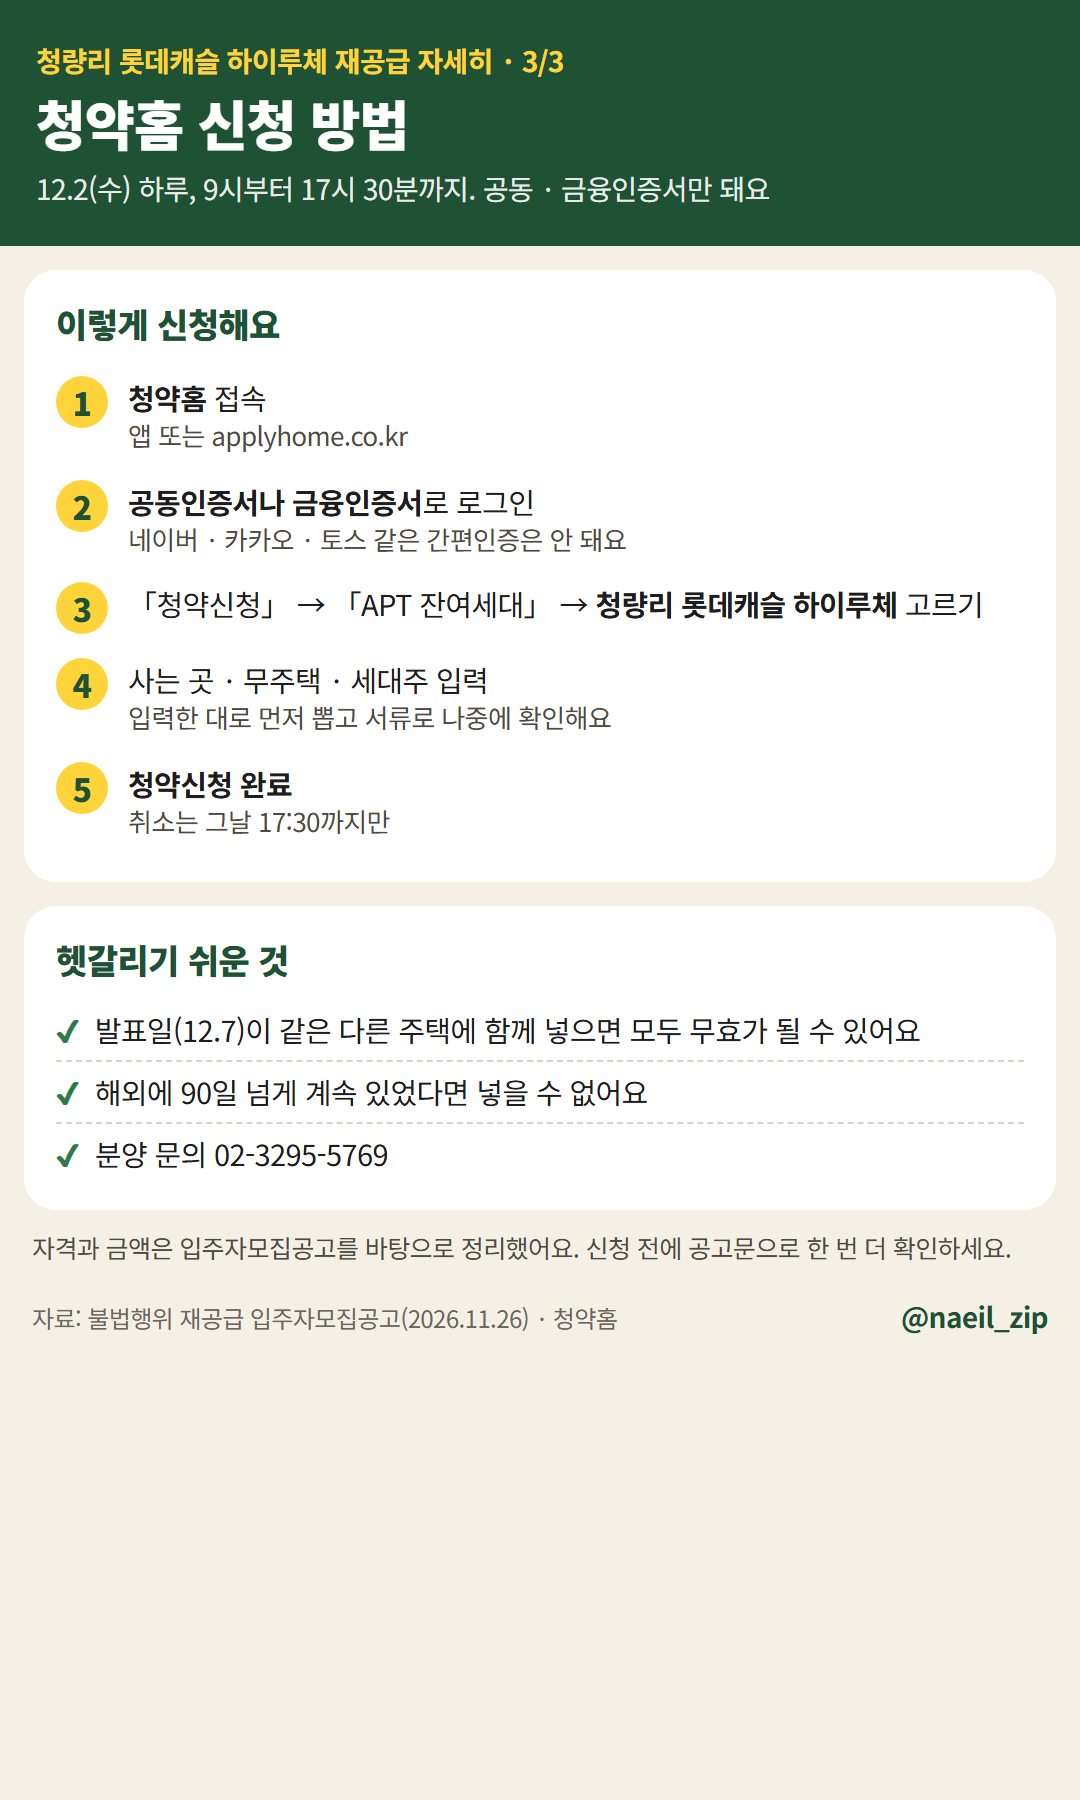 청량리 롯데캐슬 하이루체 재공급 자세히 · 3/3
청약홈 신청 방법
12.2(수) 하루, 9시부터 17시 30분까지. 공동 · 금융인증서만 돼요
이렇게 신청해요
1 청약홈 접속
앱 또는 applyhome.co.kr
2 공동인증서나 금융인증서로 로그인
네이버 · 카카오 · 토스 같은 간편인증은 안 돼요
3 「청약신청」 → 「APT 잔여세대」 → 청량리 롯데캐슬 하이루체 고르기
4 사는 곳 · 무주택 · 세대주 입력
입력한 대로 먼저 뽑고 서류로 나중에 확인해요
5 청약신청 완료
취소는 그날 17:30까지만
헷갈리기 쉬운 것
✔ 발표일(12.7)이 같은 다른 주택에 함께 넣으면 모두 무효가 될 수 있어요
✔ 해외에 90일 넘게 계속 있었다면 넣을 수 없어요
✔ 분양 문의 02-3295-5769
자격과 금액은 입주자모집공고를 바탕으로 정리했어요. 신청 전에 공고문으로 한 번 더 확인하세요.
자료: 불법행위 재공급 입주자모집공고(2026.11.26) · 청약홈
@naeil_zip